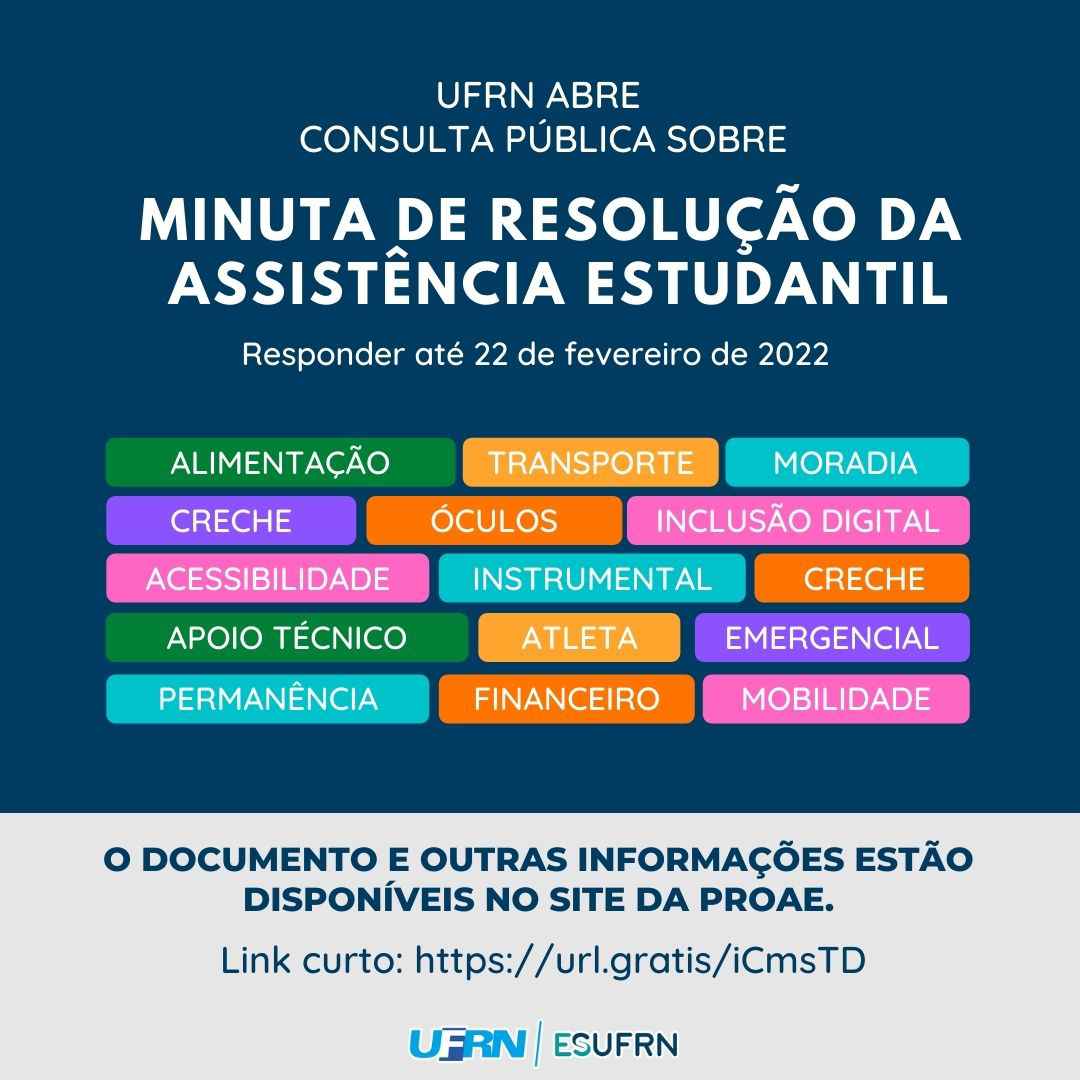 UFRN ABRE
CONSULTA PÚBLICA SOBRE
MINUTA DE RESOLUÇÃO DA
ASSISTÊNCIA ESTUDANTIL
Responder até 22 de fevereiro de 2022
ALIMENTAÇÃO TRANSPORTE MORADIA
CRECHE ÓCULOS INCLUSÃO DIGITAL
ACESSIBILIDADE INSTRUMENTAL CRECHE
APOIO TÉCNICO ATLETA EMERGENCIAL
PERMANÊNCIA FINANCEIRO MOBILIDADE
O DOCUMENTO E OUTRAS INFORMAÇÕES ESTÃO
DISPONÍVEIS NO SITE DA PROAE.
Link curto: https://url.gratis/iCmsTD
UFRN ESUFRN